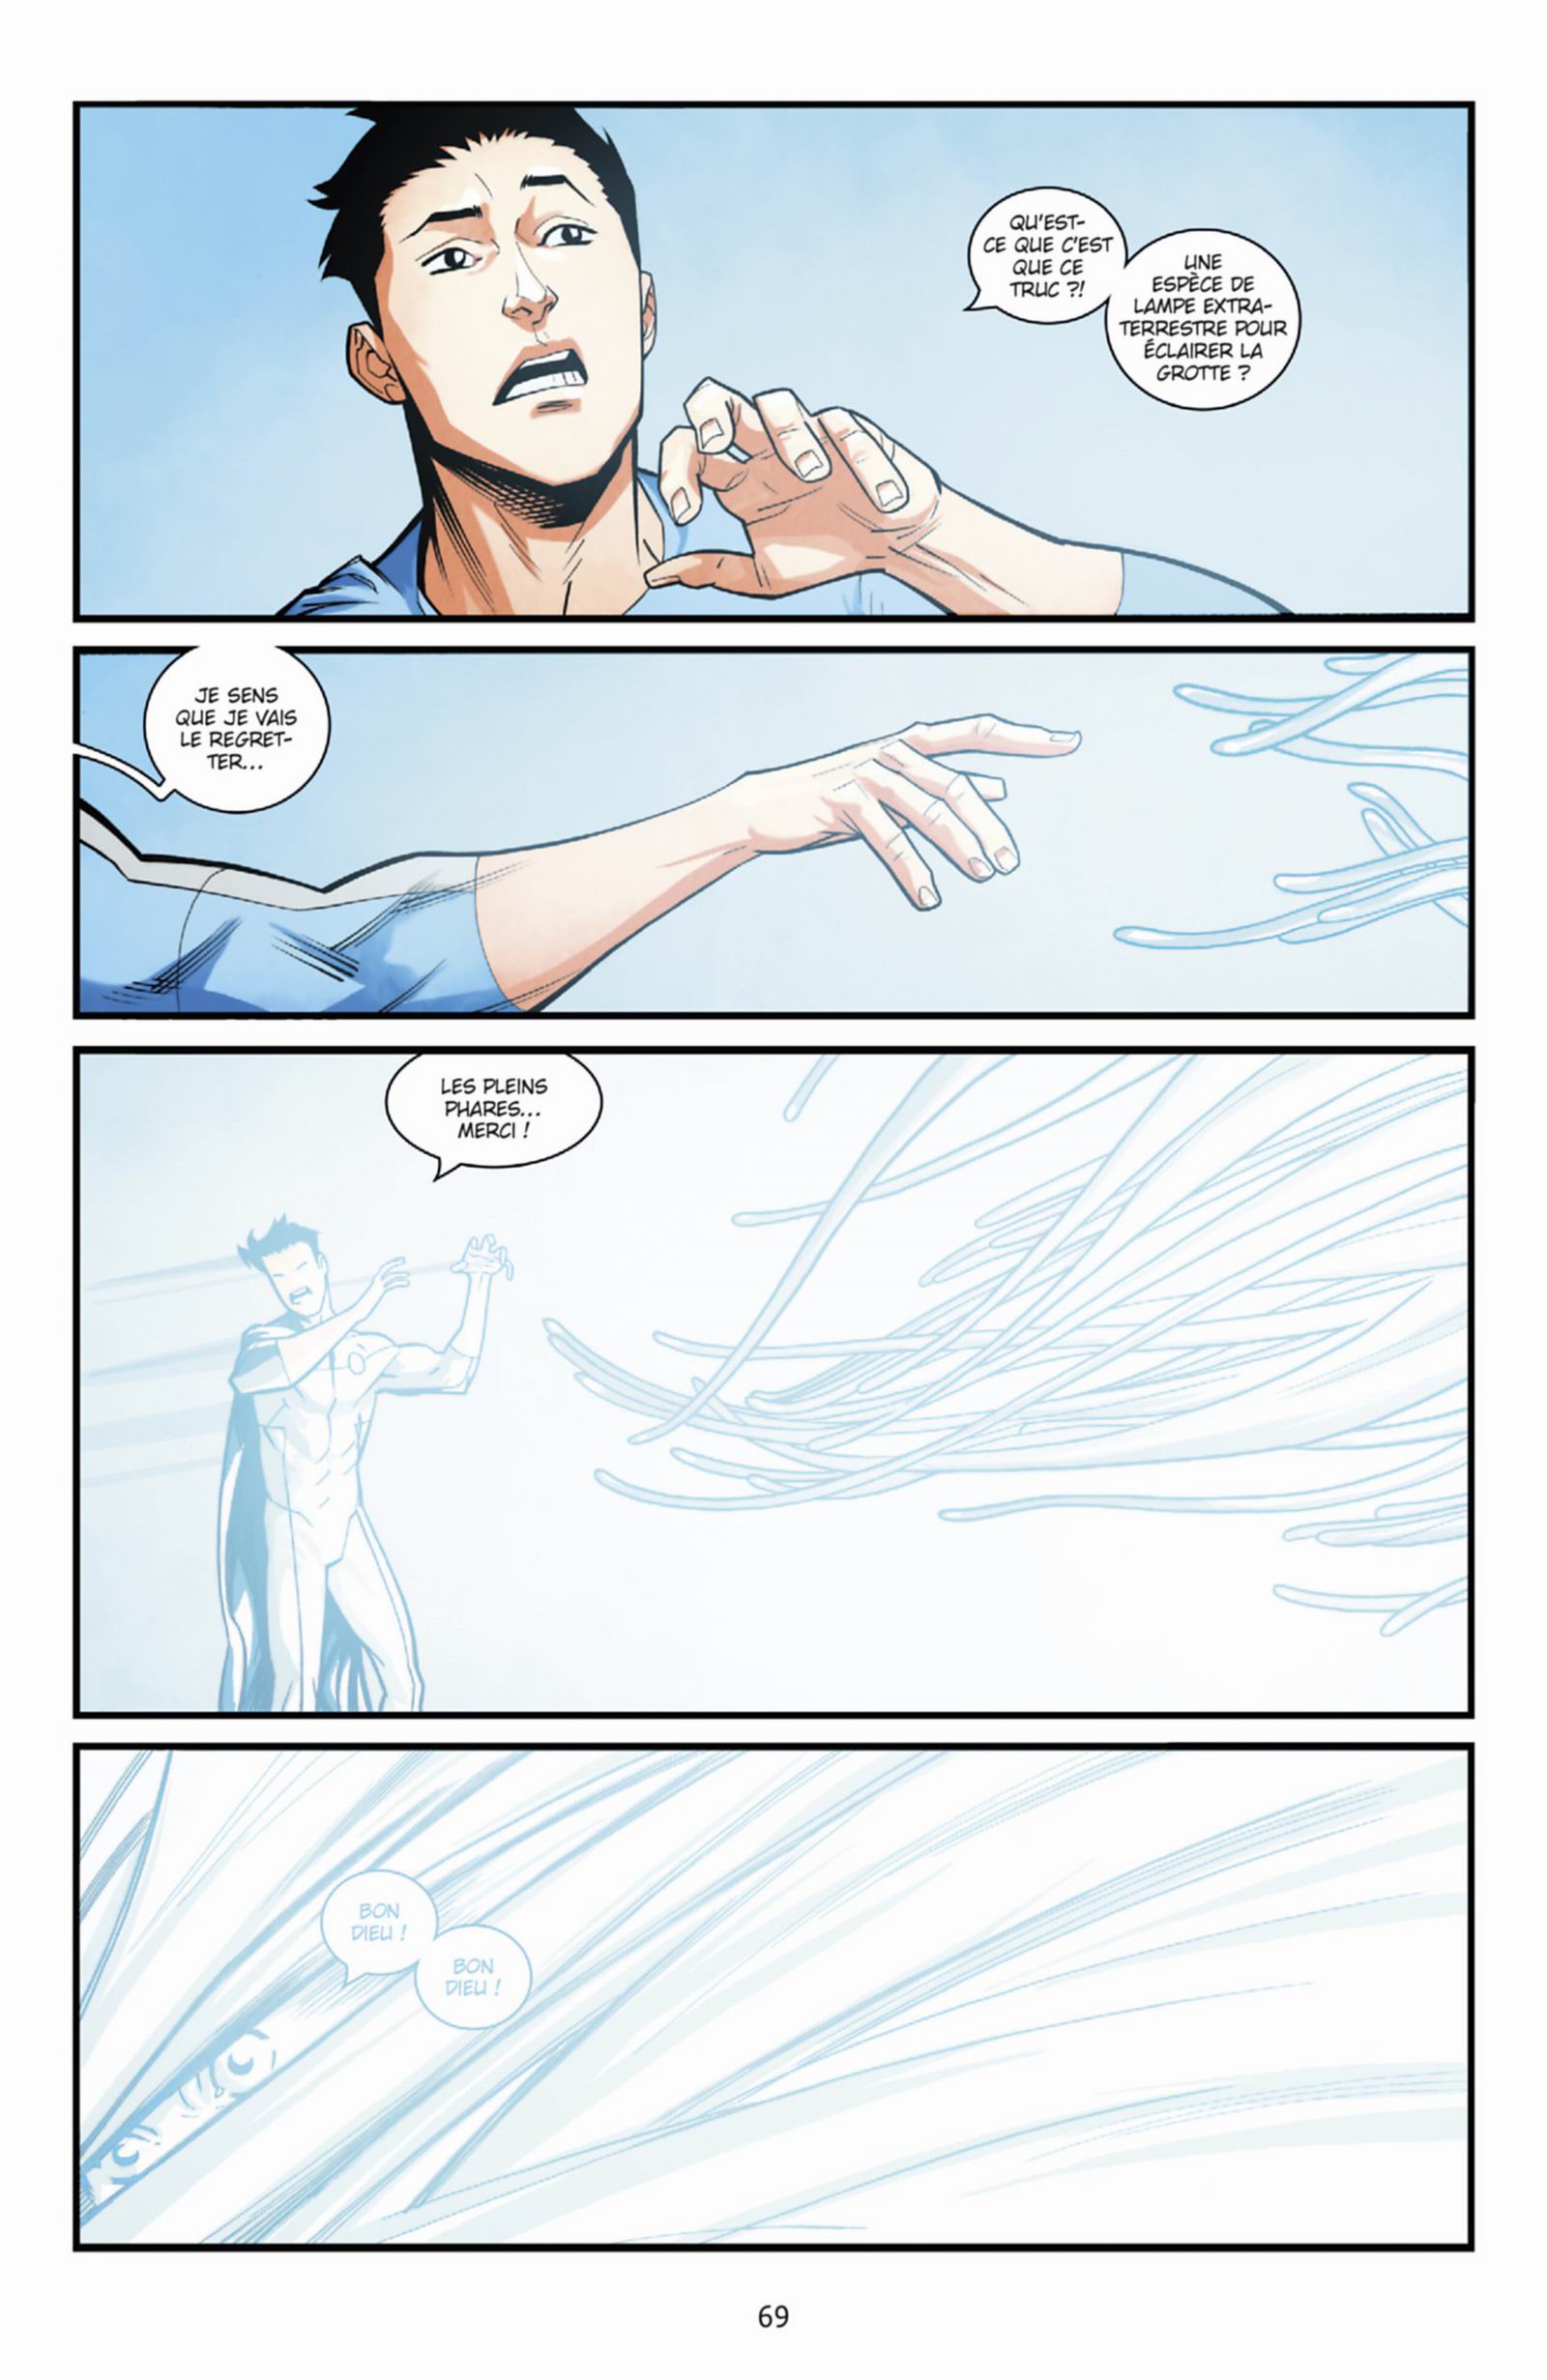 QU'EST-
CE QUE C'EST
QUE CE
TRUC ?!
UNE
ESPÈCE DE
LAMPE EXTRA-
TERRESTRE POUR
ÉCLAIRER LA
GROTTE ?
JE SENS
QUE JE VAIS
LE REGRET-
TER...
LES PLEINS
PHARES...
MERCI !
BON
DIEU !
BON
DIEU !
69